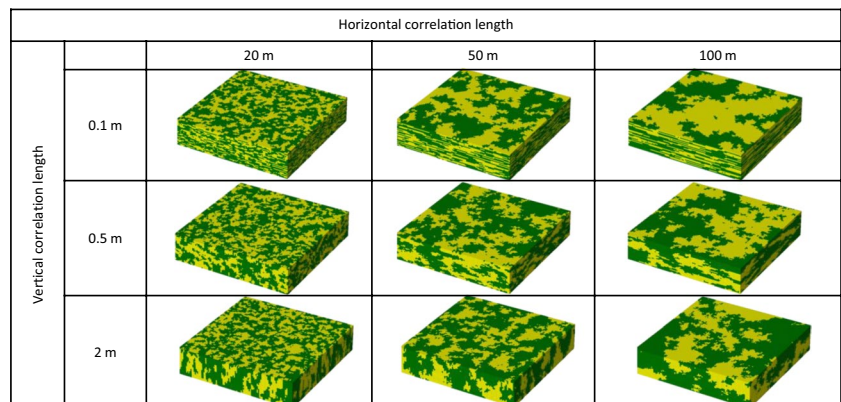 Horizontal correlation length
20 m 50 m 100 m
Vertical correlation length
0.1 m
0.5 m
2 m